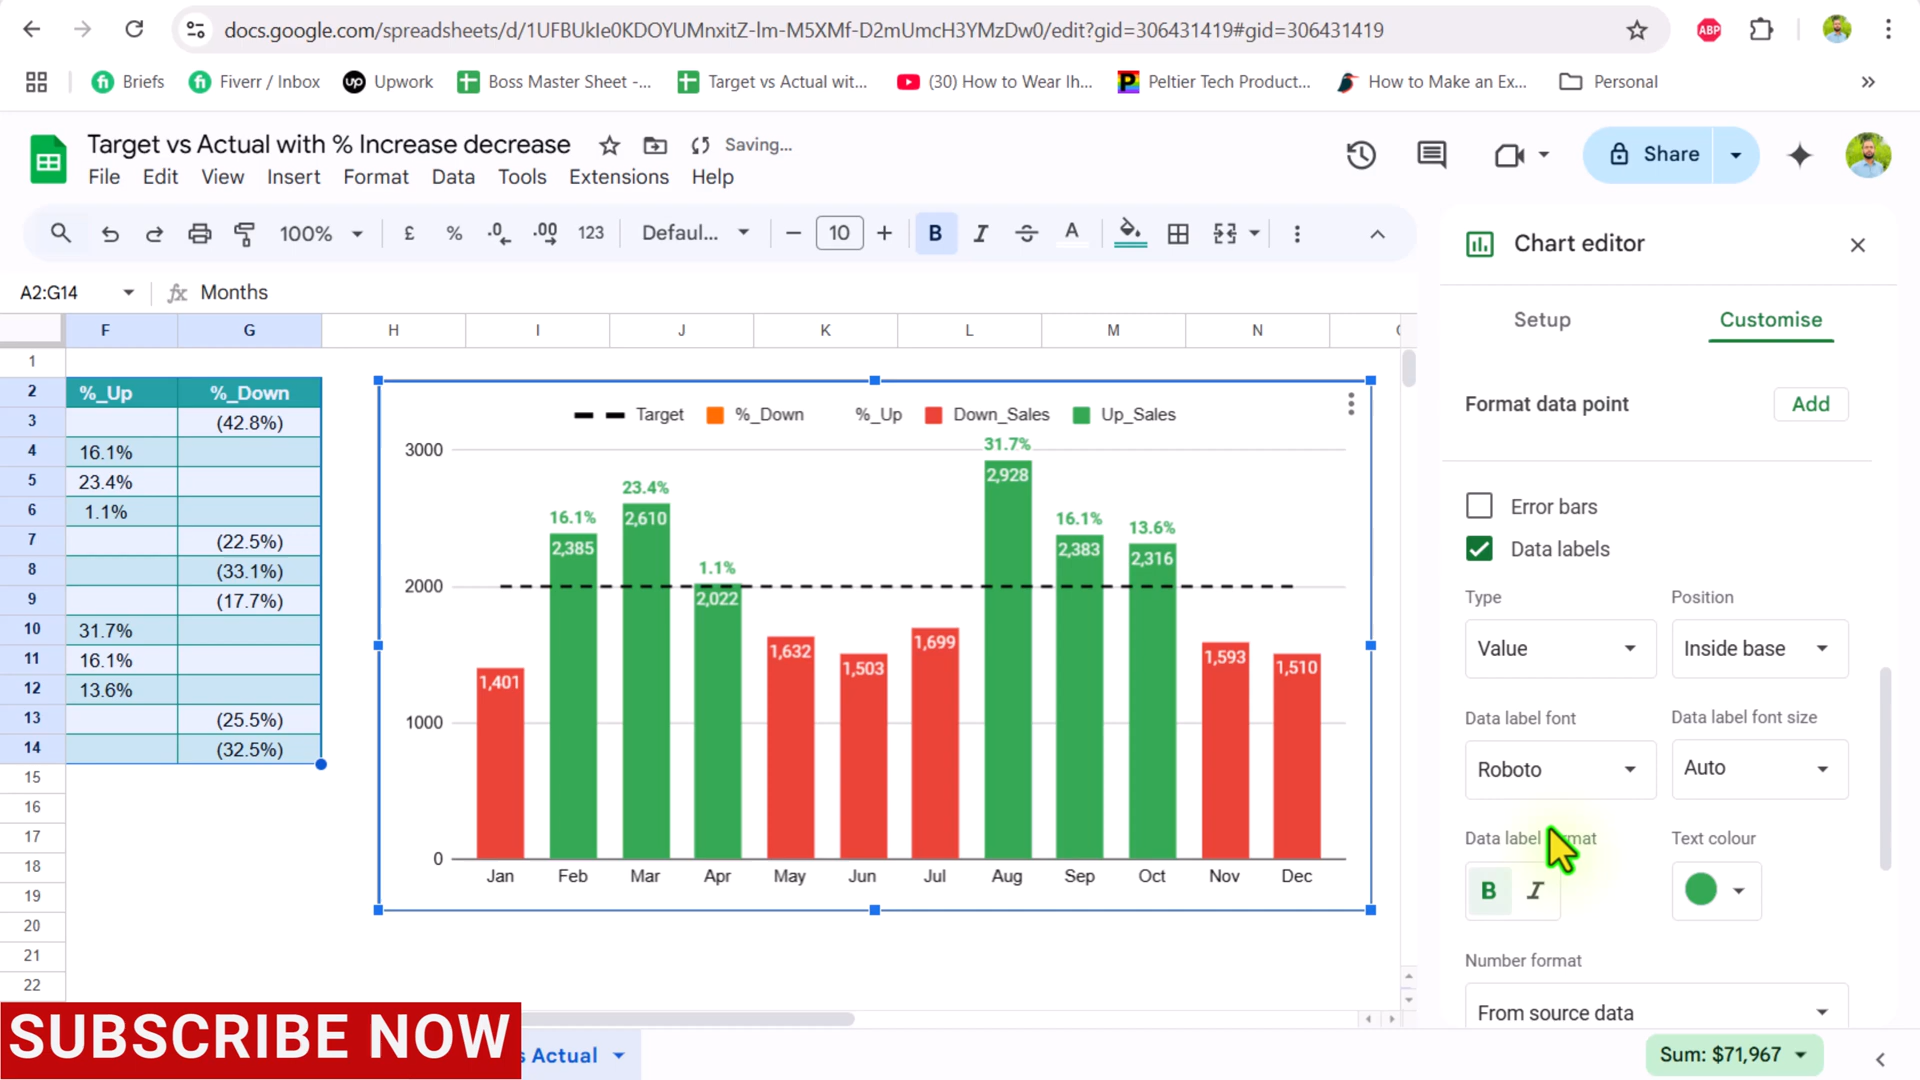 docs.google.com/spreadsheets/d/1UFBUkIe0KDOYUMnxitZ-lm-M5XMf-D2mUmcH3YMzDw0/edit?gid=306431419#gid=306431419
ABP
Briefs
Fiverr / Inbox
Upwork
Boss Master Sheet -...
Target vs Actual wit...
(30) How to Wear Ih...
Peltier Tech Product...
How to Make an Ex...
Personal
Target vs Actual with % Increase decrease
Saving...
File Edit View Insert Format Data Tools Extensions Help
Share
100% £ % .0 .00 123 Defaul... 10 B I A
A2:G14 fx Months
F G H I J K L M N
1
2 %_Up %_Down
3 (42.8%)
4 16.1%
5 23.4%
6 1.1%
7 (22.5%)
8 (33.1%)
9 (17.7%)
10 31.7%
11 16.1%
12 13.6%
13 (25.5%)
14 (32.5%)
15
16
17
18
19
20
21
22
Target %_Down %_Up Down_Sales Up_Sales
3000
2000
1000
0
31.7%
2,928
23.4%
2,610
16.1%
2,385
16.1%
2,383
13.6%
2,316
1.1%
2,022
1,401
1,632
1,503
1,699
1,593
1,510
Jan Feb Mar Apr May Jun Jul Aug Sep Oct Nov Dec
Chart editor
Setup Customise
Format data point Add
Error bars
Data labels
Type Position
Value Inside base
Data label font Data label font size
Roboto Auto
Data label Text colour
B I
Number format
From source data
SUBSCRIBE NOW
s Actual
Sum: $71,967